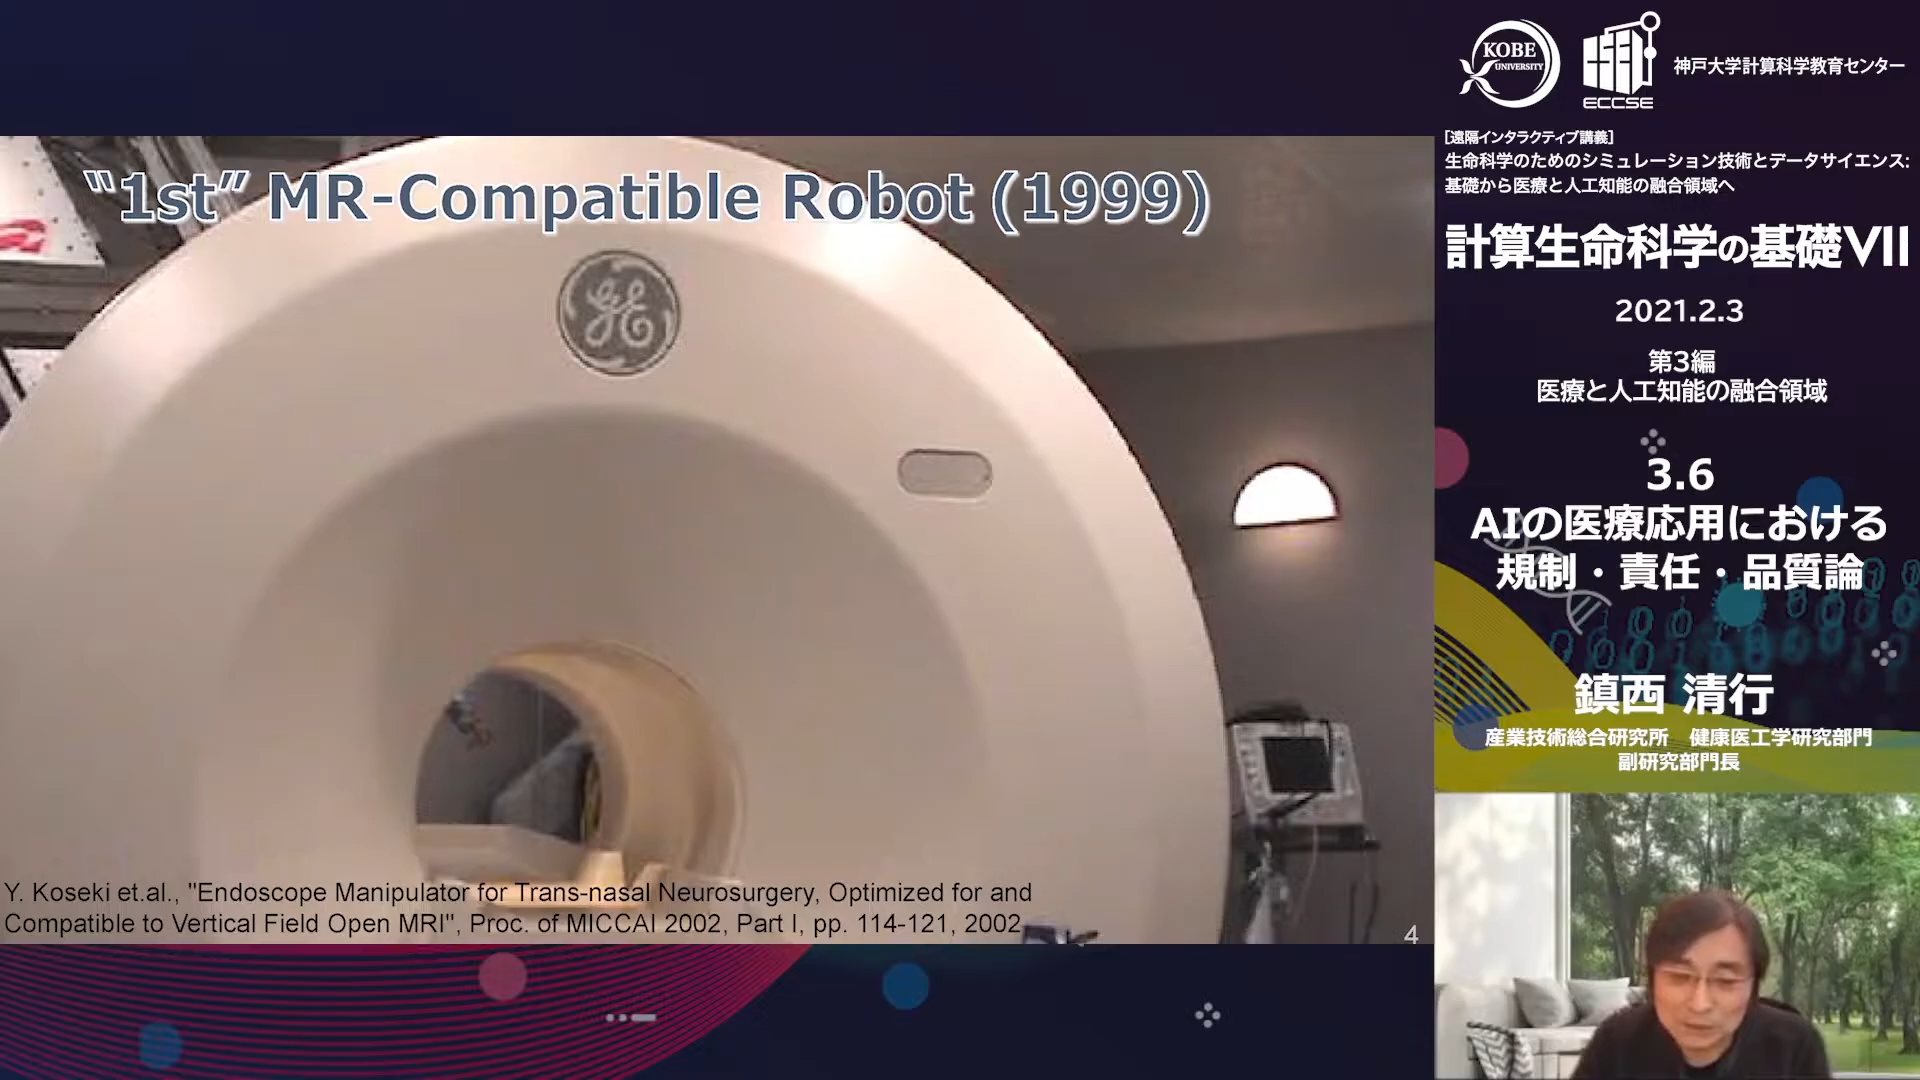 “1st” MR-Compatible Robot (1999)
Y. Koseki et.al., "Endoscope Manipulator for Trans-nasal Neurosurgery, Optimized for and
Compatible to Vertical Field Open MRI", Proc. of MICCAI 2002, Part I, pp. 114-121, 2002
4
KOBE
UNIVERSITY
ECCSE
神戸大学計算科学教育センター
[遠隔インタラクティブ講義]
生命科学のためのシミュレーション技術とデータサイエンス:
基礎から医療と人工知能の融合領域へ
計算生命科学の基礎VII
2021.2.3
第3編
医療と人工知能の融合領域
3.6
AIの医療応用における
規制・責任・品質論
鎮西 清行
産業技術総合研究所 健康医工学研究部門
副研究部門長